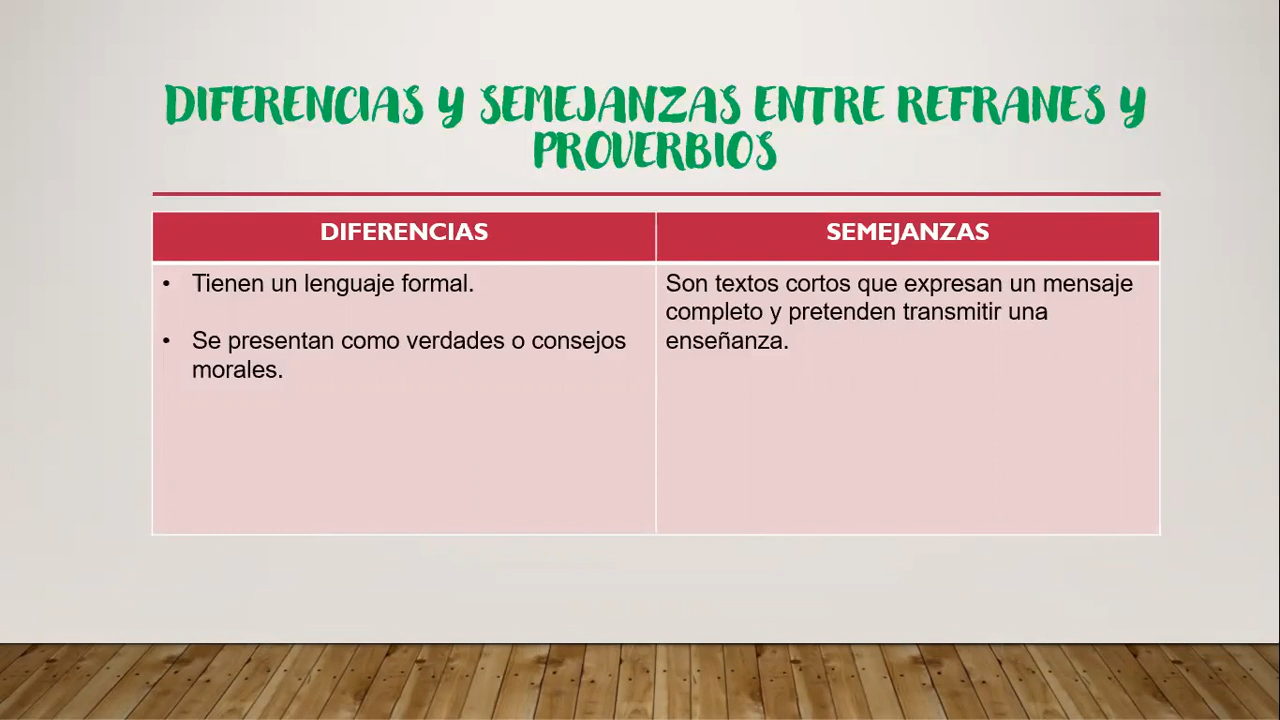 DIFERENCIAS Y SEMEJANZAS ENTRE REFRANES Y
PROVERBIOS
DIFERENCIAS
SEMEJANZAS
• Tienen un lenguaje formal.
• Se presentan como verdades o consejos
morales.
Son textos cortos que expresan un mensaje
completo y pretenden transmitir una
enseñanza.